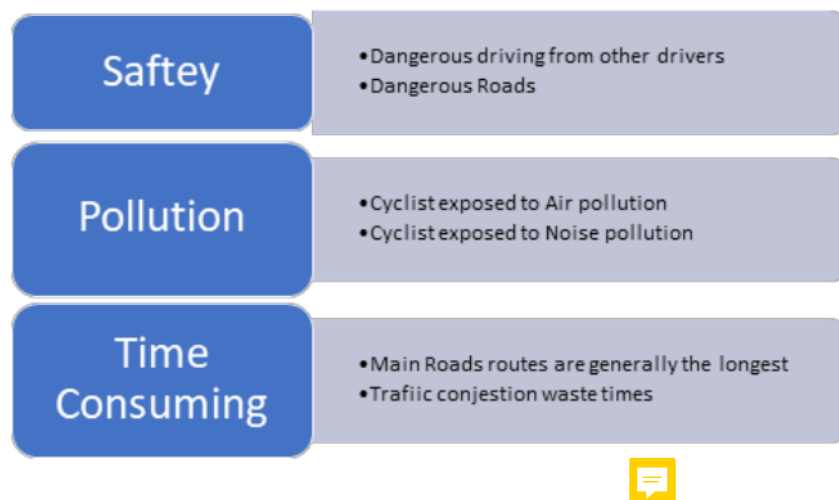 Saftey
•Dangerous driving from other drivers
•Dangerous Roads
Pollution
•Cyclist exposed to Air pollution
•Cyclist exposed to Noise pollution
Time
Consuming
•Main Roads routes are generally the longest
•Trafiic conjestion waste times